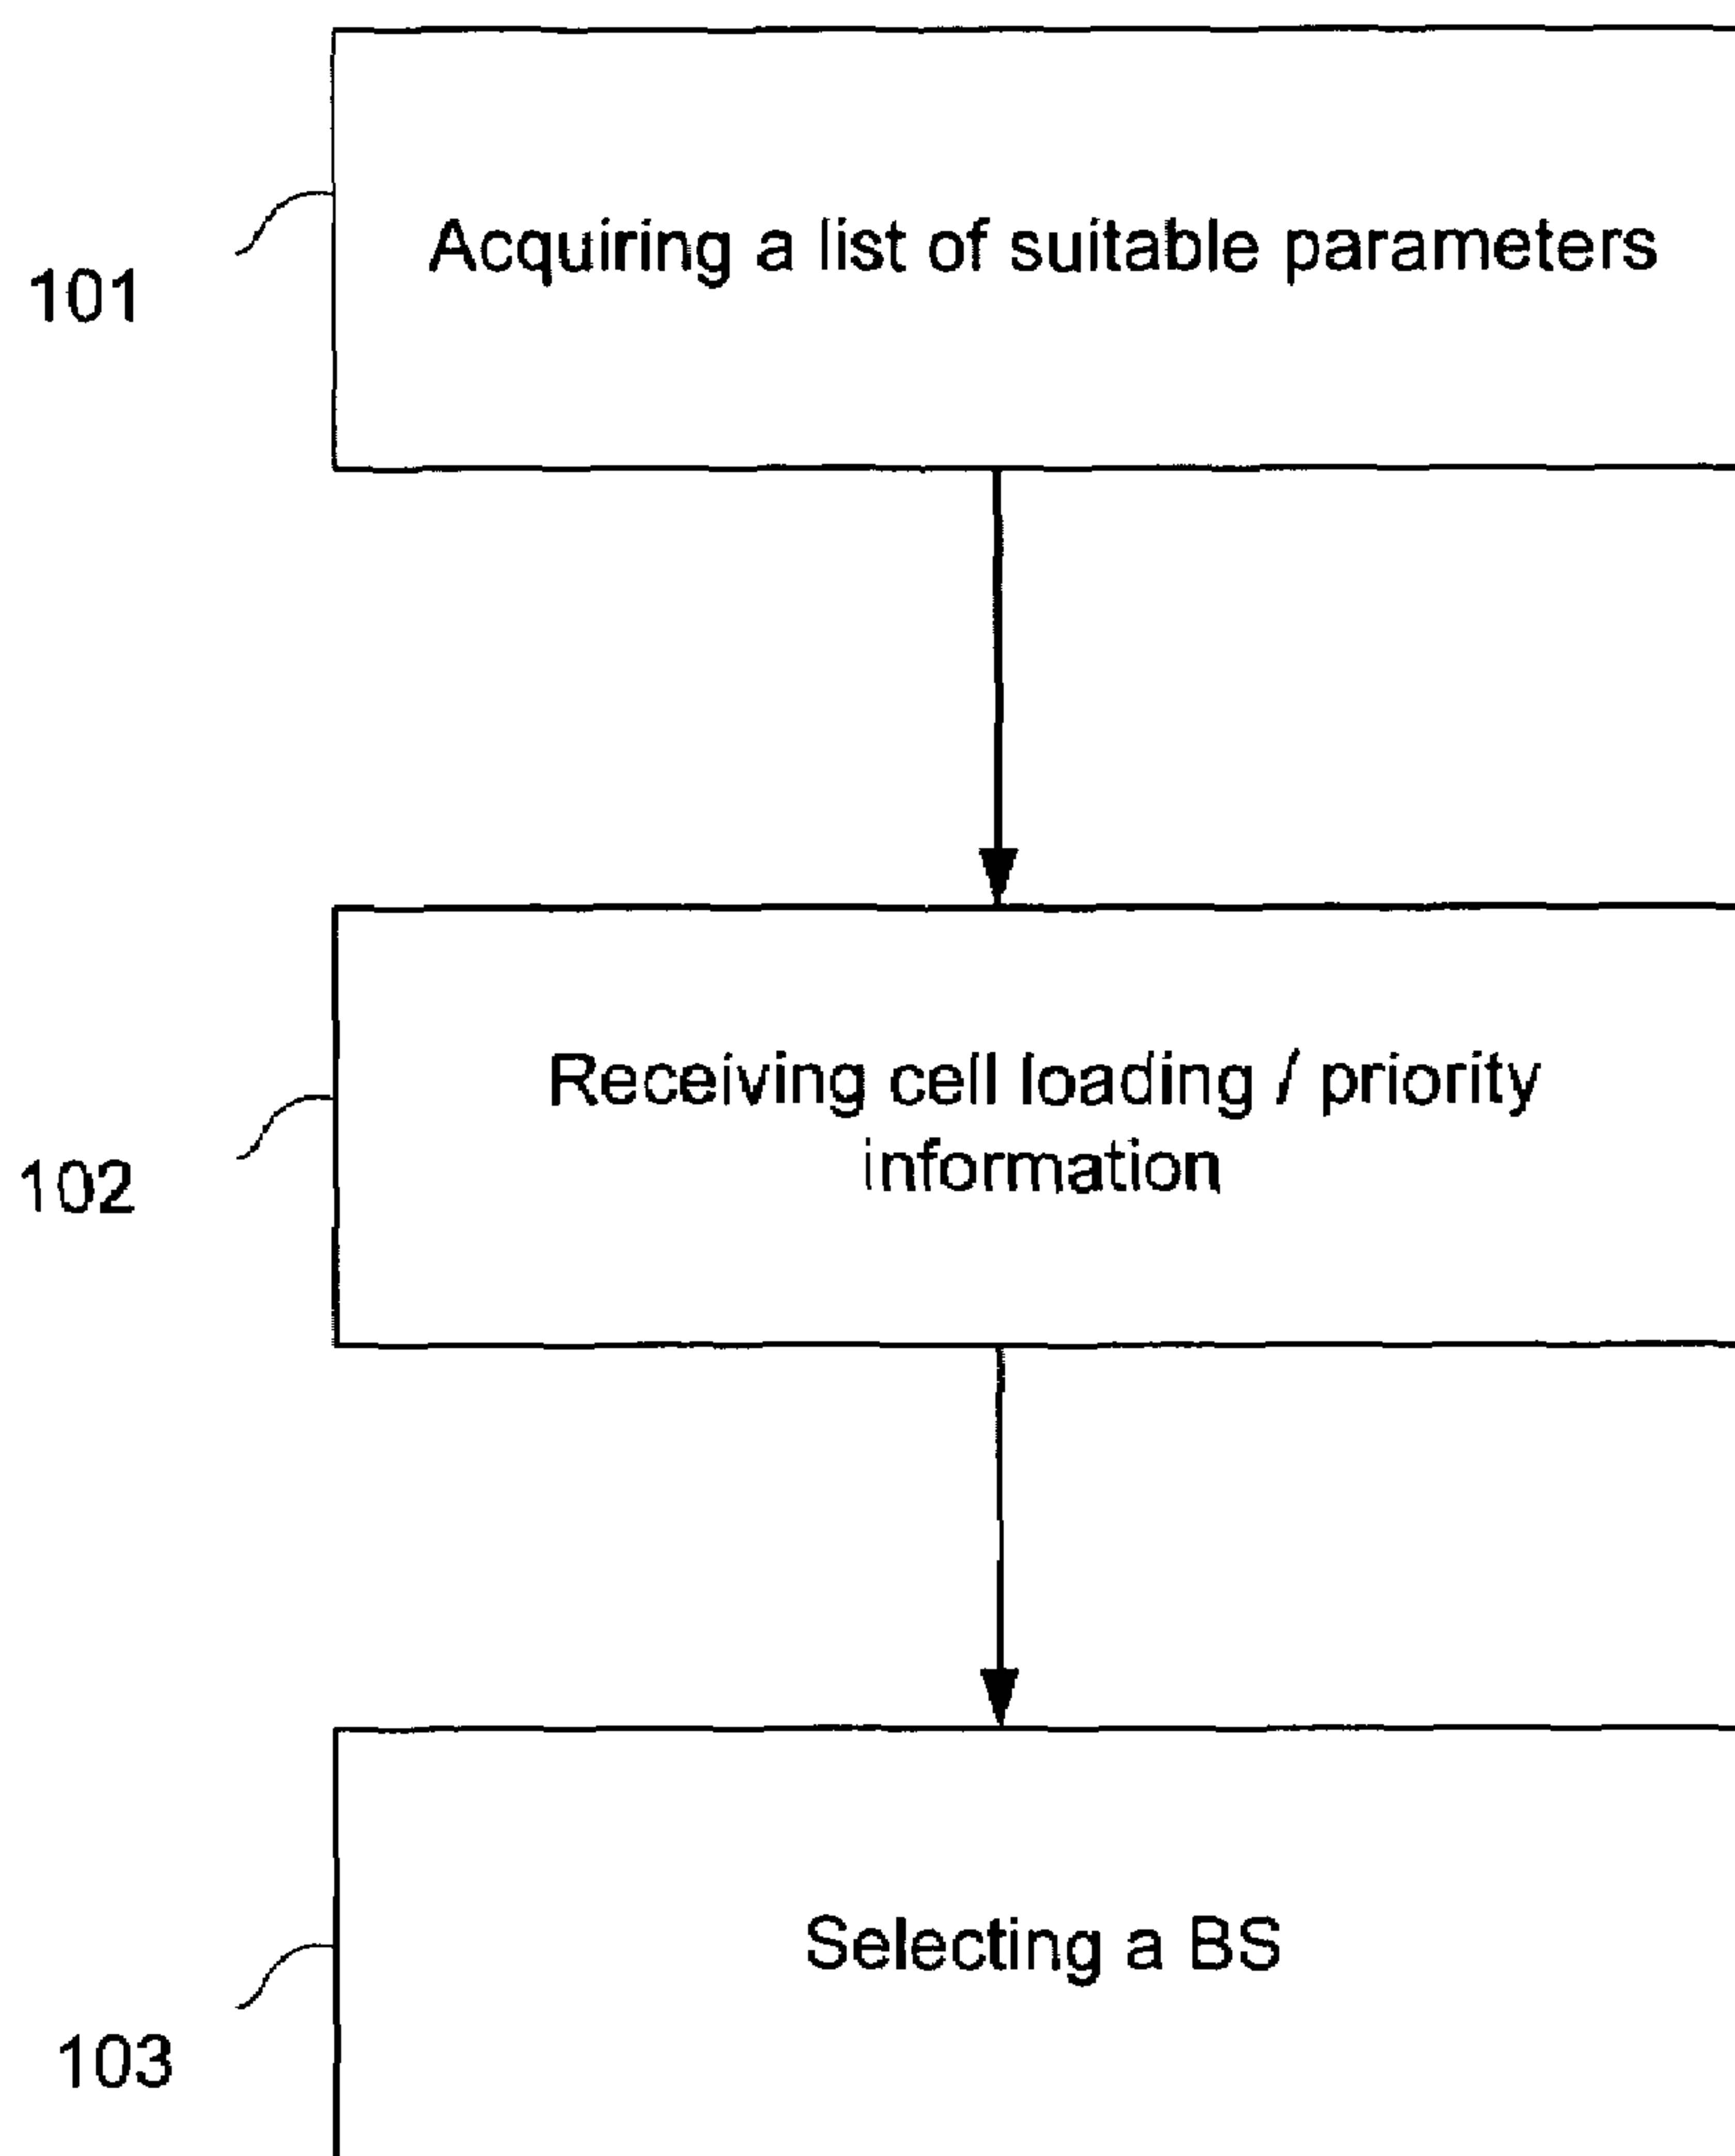 Acquiring a list of suitable parameters
101
Receiving cell loading / priority
information
102
Selecting a BS
103